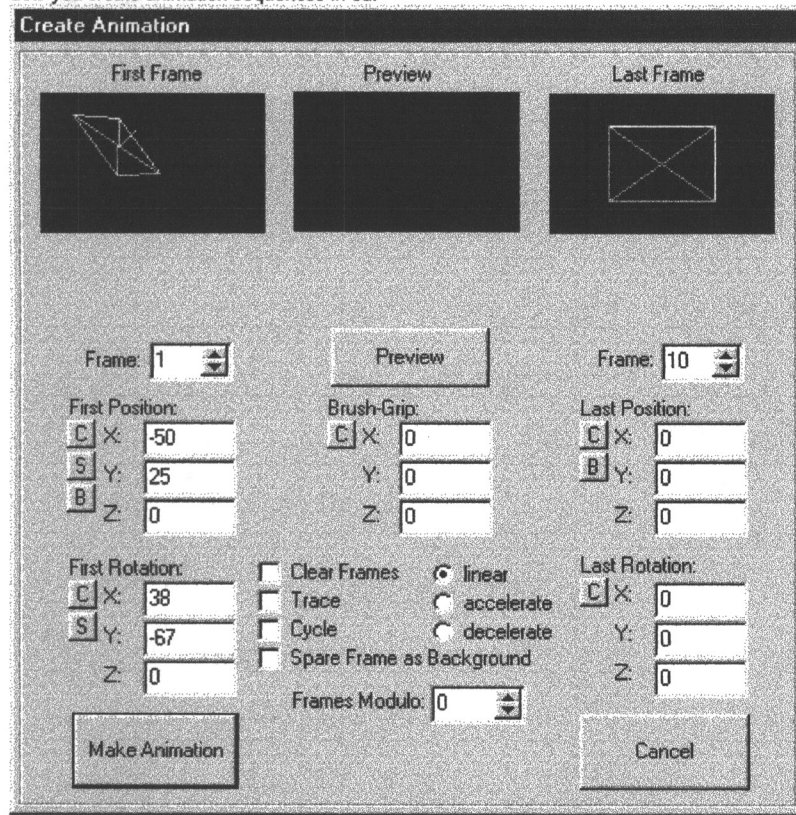 Create Animation
First Frame Preview Last Frame
Frame: 1 Preview Frame: 10
First Position: Brush-Grip: Last Position:
C X: -50 C X: 0 C X: 0
S Y: 25 Y: 0 B Y: 0
B Z: 0 Z: 0 Z: 0
First Rotation: Clear Frames linear Last Rotation:
C X: 38 Trace accelerate C X: 0
S Y: -67 Cycle decelerate Y: 0
Z: 0 Spare Frame as Background Z: 0
Frames Modulo: 0
Make Animation Cancel